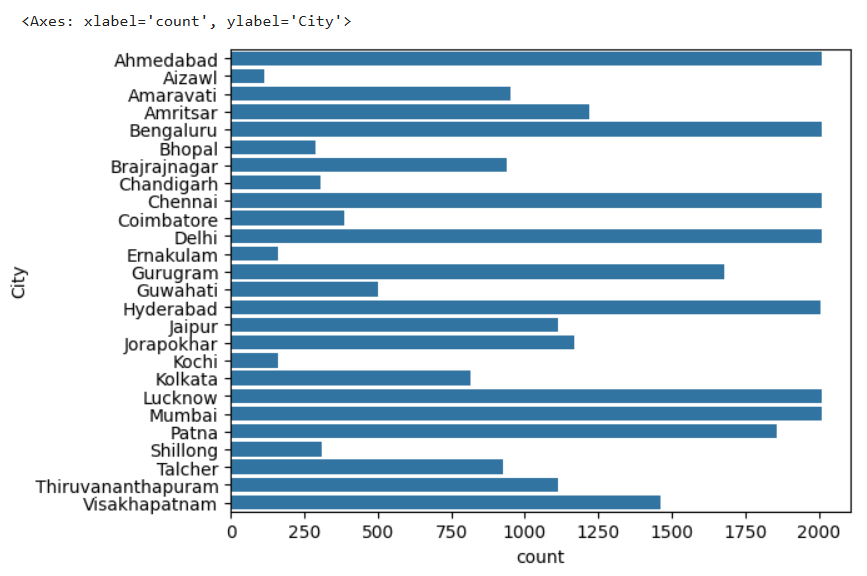 <Axes: xlabel='count', ylabel='City'>
Ahmedabad
Aizawl
Amaravati
Amritsar
Bengaluru
Bhopal
Brajrajnagar
Chandigarh
Chennai
Coimbatore
Delhi
Ernakulam
Gurugram
Guwahati
Hyderabad
Jaipur
Jorapokhar
Kochi
Kolkata
Lucknow
Mumbai
Patna
Shillong
Talcher
Thiruvananthapuram
Visakhapatnam
City
0 250 500 750 1000 1250 1500 1750 2000
count